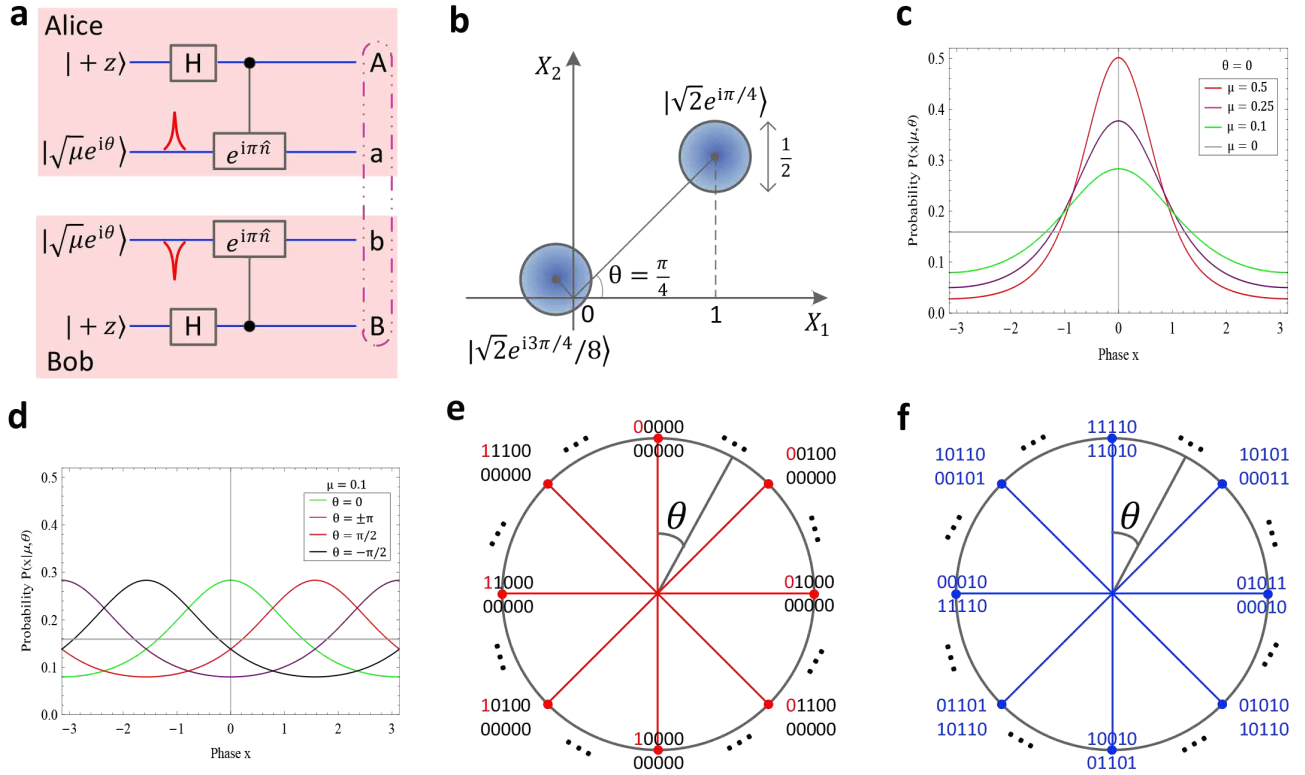 a
Alice
|+z⟩
H
A
|√μe^{iθ}⟩
e^{iπn̂}
a
|√μe^{iθ}⟩
e^{iπn̂}
b
|+z⟩
H
B
Bob
b
X₂
|√2e^{iπ/4}⟩
1/2
θ = π/4
0
1
X₁
|√2e^{i3π/4}/8⟩
c
Probability P(x|μ,θ)
0.5
0.4
0.3
0.2
0.1
0.0
θ = 0
μ = 0.5
μ = 0.25
μ = 0.1
μ = 0
−3 −2 −1 0 1 2 3
Phase x
d
Probability P(x|μ,θ)
0.5
0.4
0.3
0.2
0.1
0.0
μ = 0.1
θ = 0
θ = ±π
θ = π/2
θ = −π/2
−3 −2 −1 0 1 2 3
Phase x
e
00000
00000
00100
00000
01000
00000
01100
00000
10000
00000
10100
00000
11000
00000
11100
00000
θ
f
11111​0
11010
10101
00011
01011
00010
01010
10110
10010
01101
01101
10110
00010
11110
10110
00101
θ